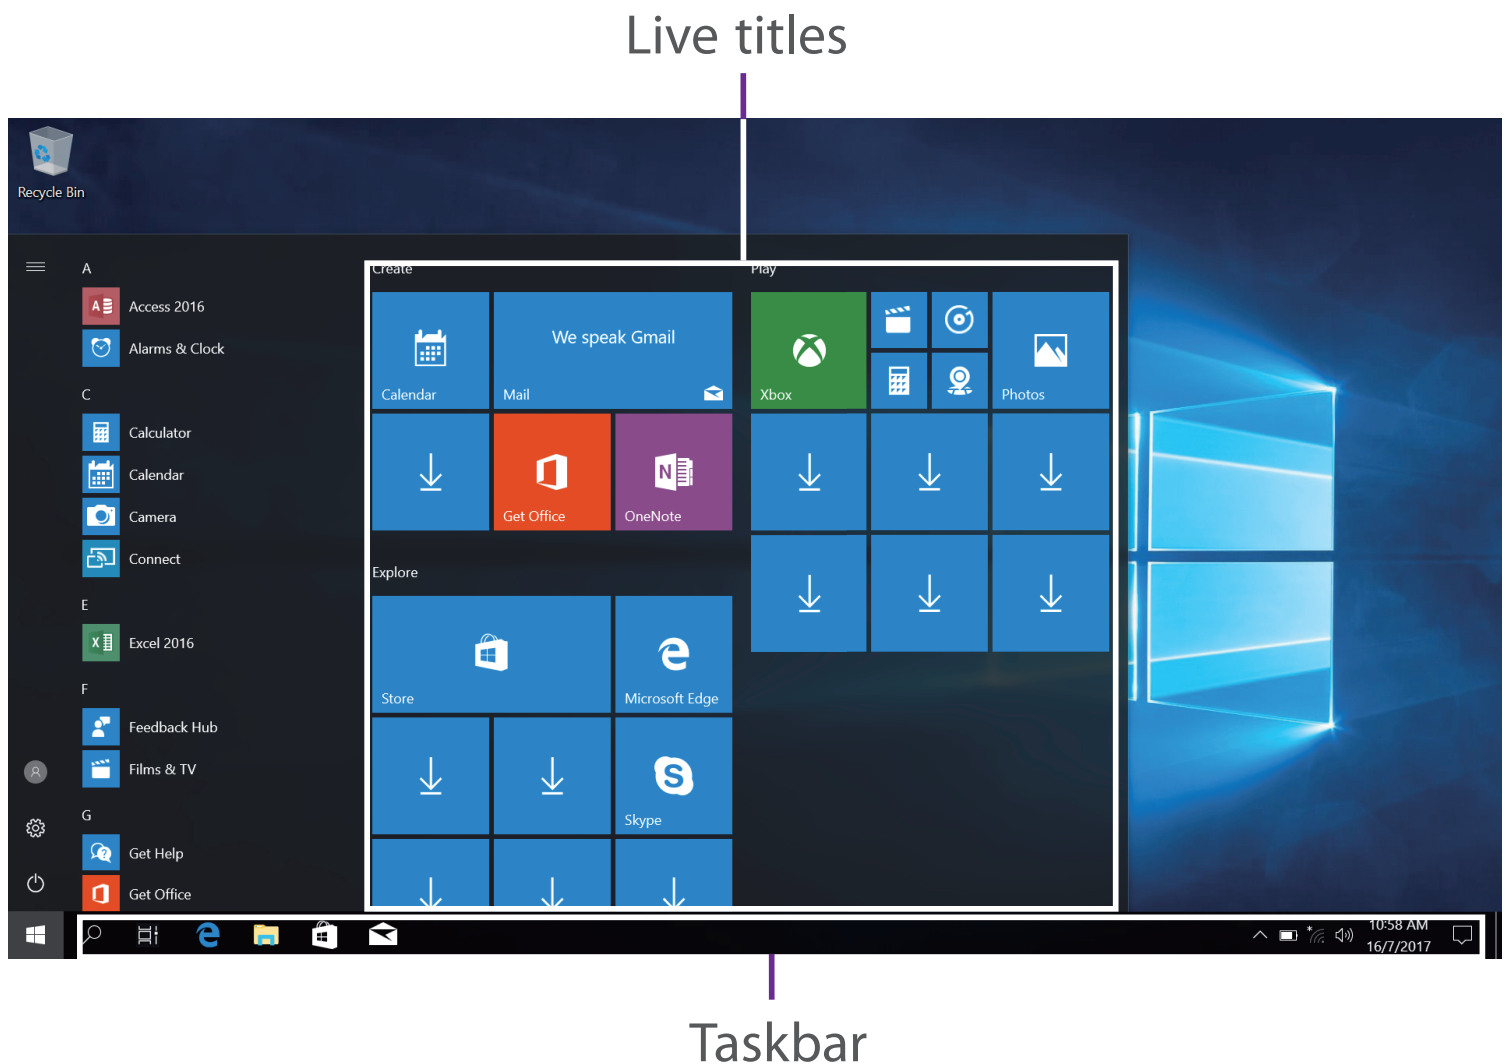 Live titles
Recycle Bin
A
Access 2016
Alarms & Clock
C
Calculator
Calendar
Camera
Connect
E
Excel 2016
F
Feedback Hub
Films & TV
G
Get Help
Get Office
Create
Calendar
We speak Gmail
Mail
Get Office
OneNote
Explore
Store
Microsoft Edge
Skype
Play
Xbox
Photos
10:58 AM
16/7/2017
Taskbar